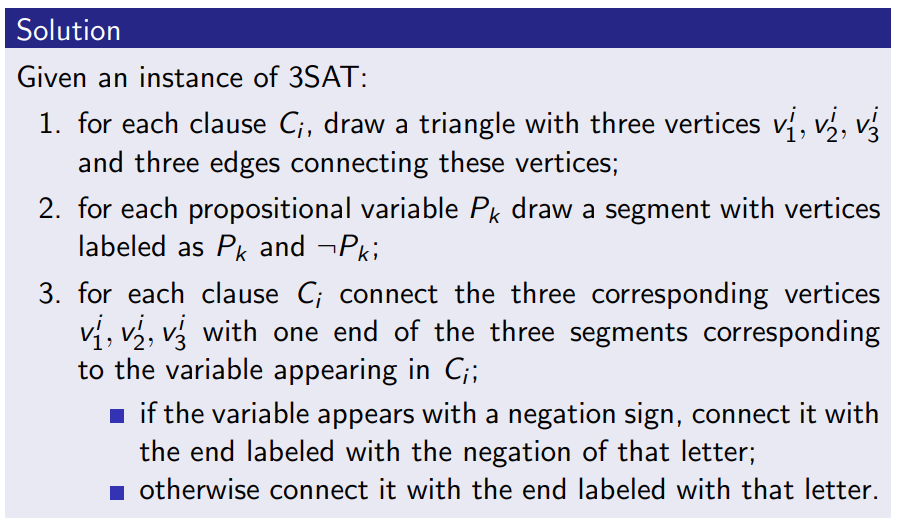 Solution
Given an instance of 3SAT:
1. for each clause $C_i$, draw a triangle with three vertices $v_1^i, v_2^i, v_3^i$
and three edges connecting these vertices;
2. for each propositional variable $P_k$ draw a segment with vertices
labeled as $P_k$ and $\neg P_k$;
3. for each clause $C_i$ connect the three corresponding vertices
$v_1^i, v_2^i, v_3^i$ with one end of the three segments corresponding
to the variable appearing in $C_i$;
■ if the variable appears with a negation sign, connect it with
the end labeled with the negation of that letter;
■ otherwise connect it with the end labeled with that letter.